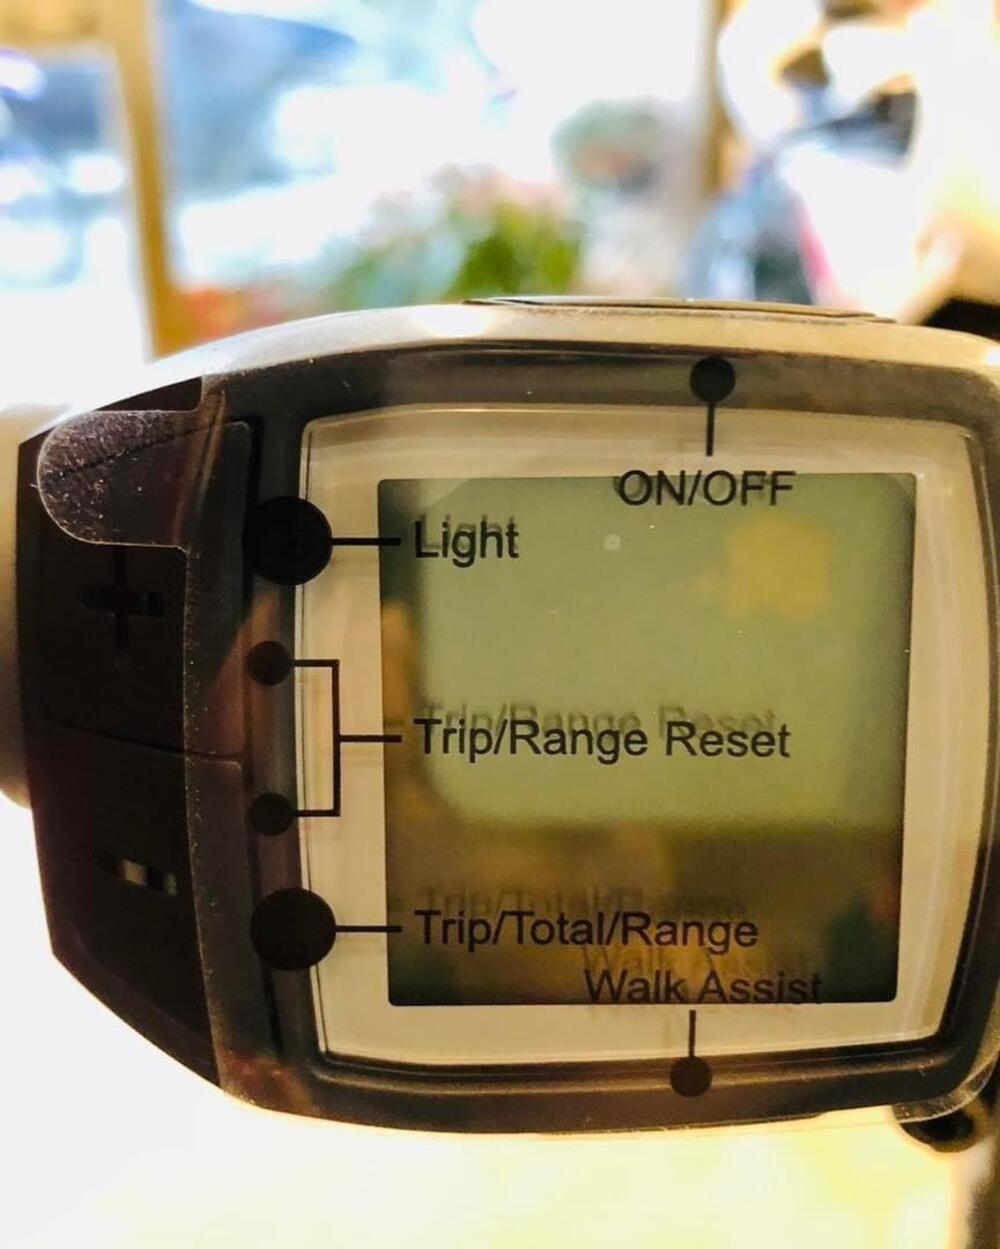 ON/OFF
Light
Trip/Range Reset
Trip/Total/Range
Walk Assist